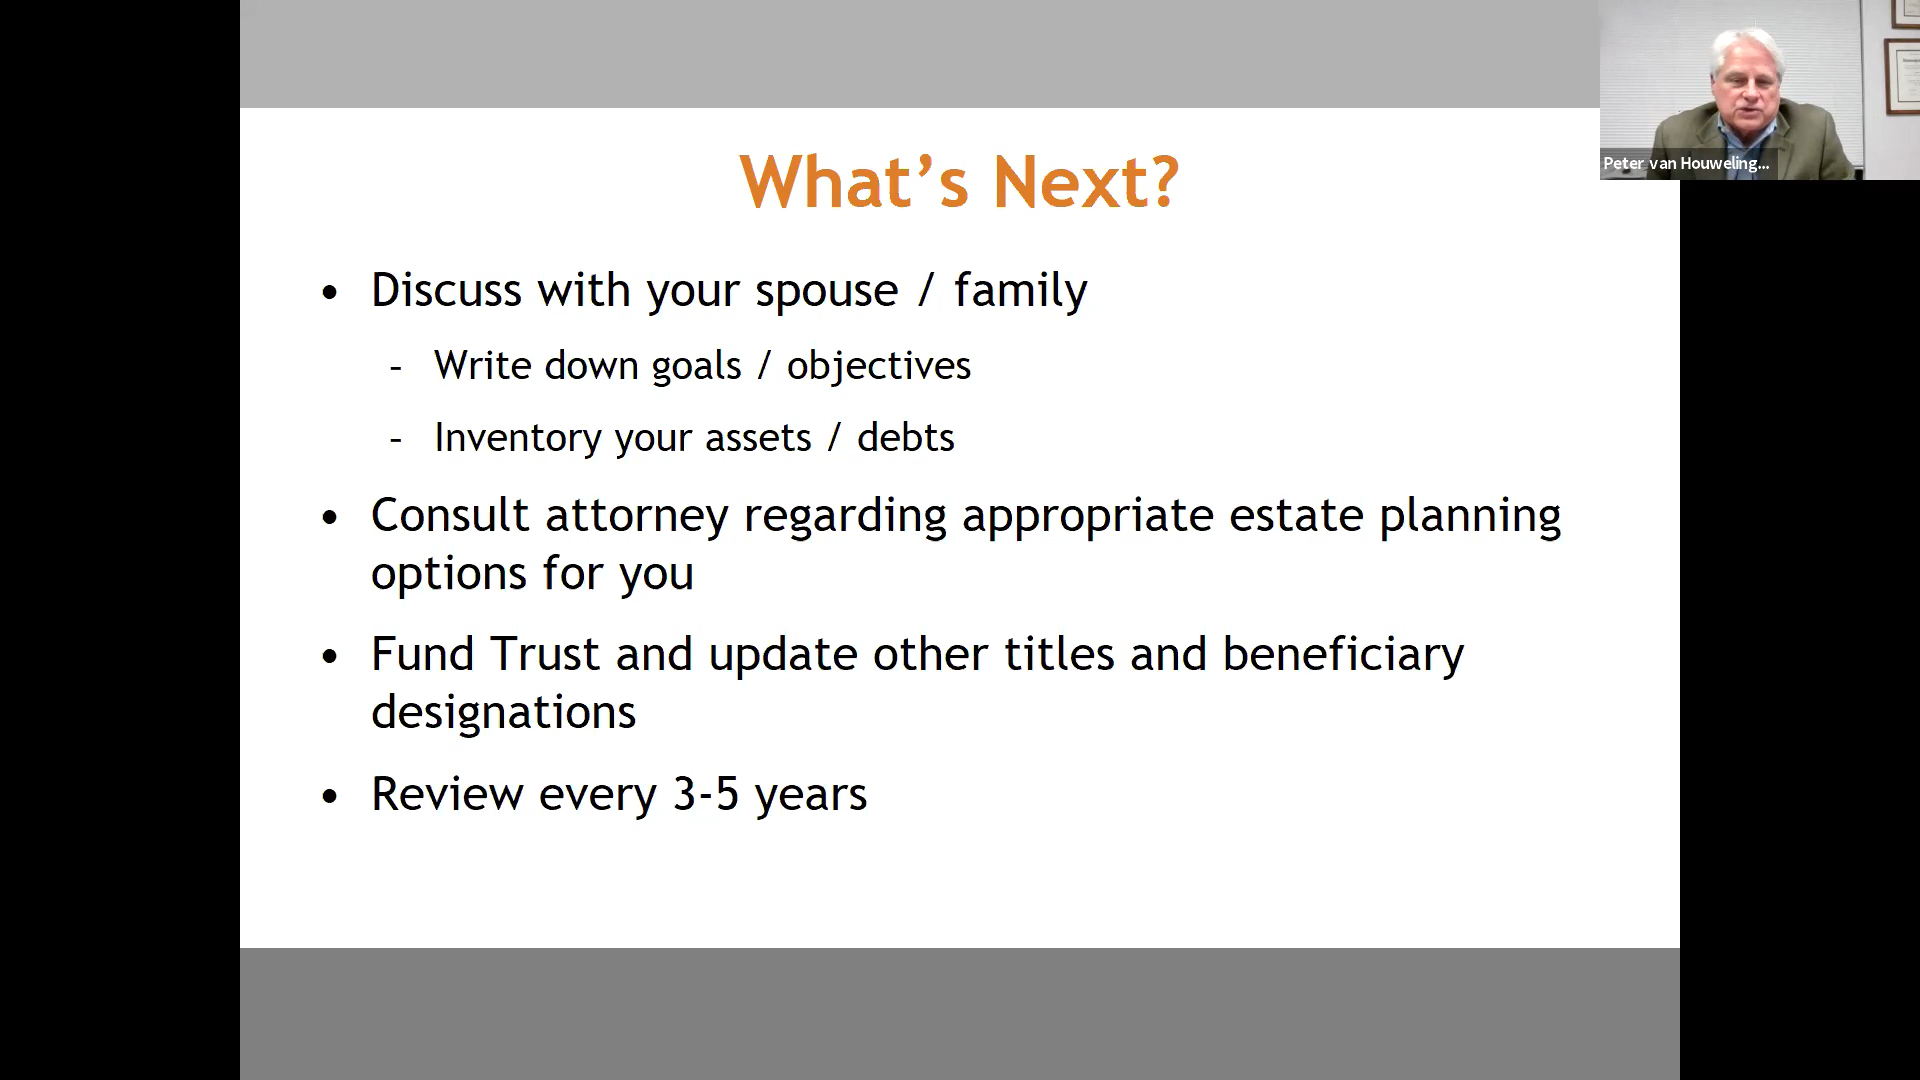 What’s Next?
• Discuss with your spouse / family
– Write down goals / objectives
– Inventory your assets / debts
• Consult attorney regarding appropriate estate planning
options for you
• Fund Trust and update other titles and beneficiary
designations
• Review every 3-5 years
Peter van Houweling...